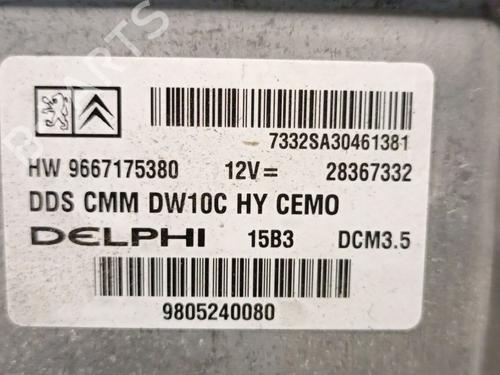 7332SA30461381
HW 9667175380 12V= 28367332
DDS CMM DW10C HY CEMO
DELPHI 15B3 DCM3.5
9805240080